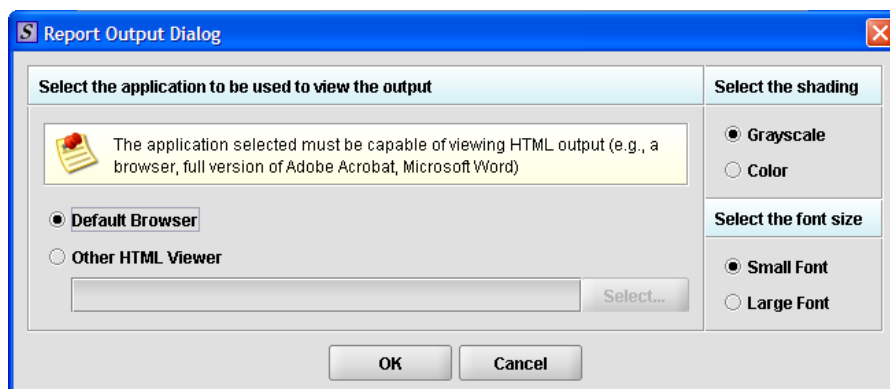 S Report Output Dialog
Select the application to be used to view the output
The application selected must be capable of viewing HTML output (e.g., a
browser, full version of Adobe Acrobat, Microsoft Word)
Default Browser
Other HTML Viewer
Select...
Select the shading
Grayscale
Color
Select the font size
Small Font
Large Font
OK
Cancel